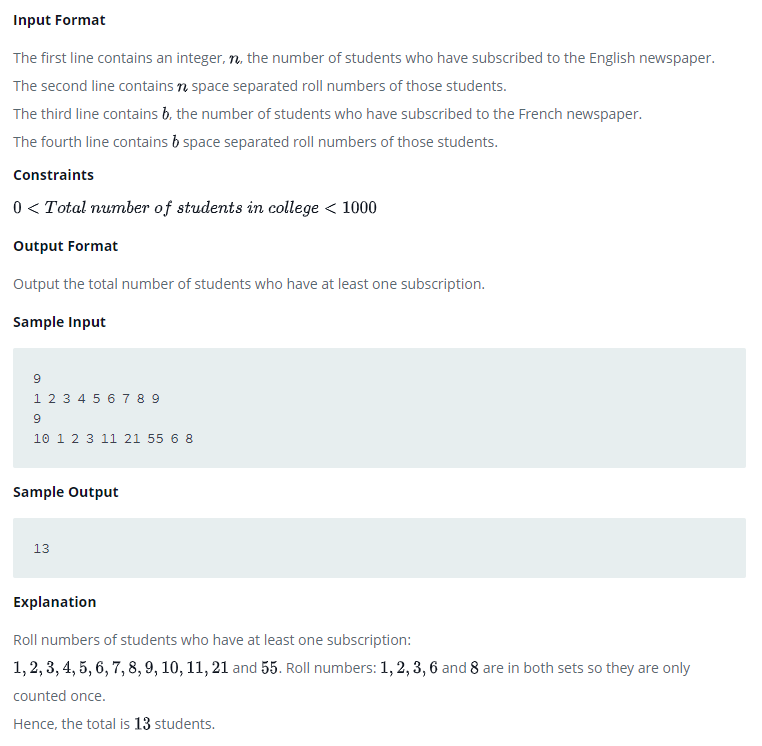 Input Format
The first line contains an integer, n, the number of students who have subscribed to the English newspaper.
The second line contains n space separated roll numbers of those students.
The third line contains b, the number of students who have subscribed to the French newspaper.
The fourth line contains b space separated roll numbers of those students.
Constraints
0 < Total number of students in college < 1000
Output Format
Output the total number of students who have at least one subscription.
Sample Input
9
1 2 3 4 5 6 7 8 9
9
10 1 2 3 11 21 55 6 8
Sample Output
13
Explanation
Roll numbers of students who have at least one subscription:
1, 2, 3, 4, 5, 6, 7, 8, 9, 10, 11, 21 and 55. Roll numbers: 1, 2, 3, 6 and 8 are in both sets so they are only
counted once.
Hence, the total is 13 students.